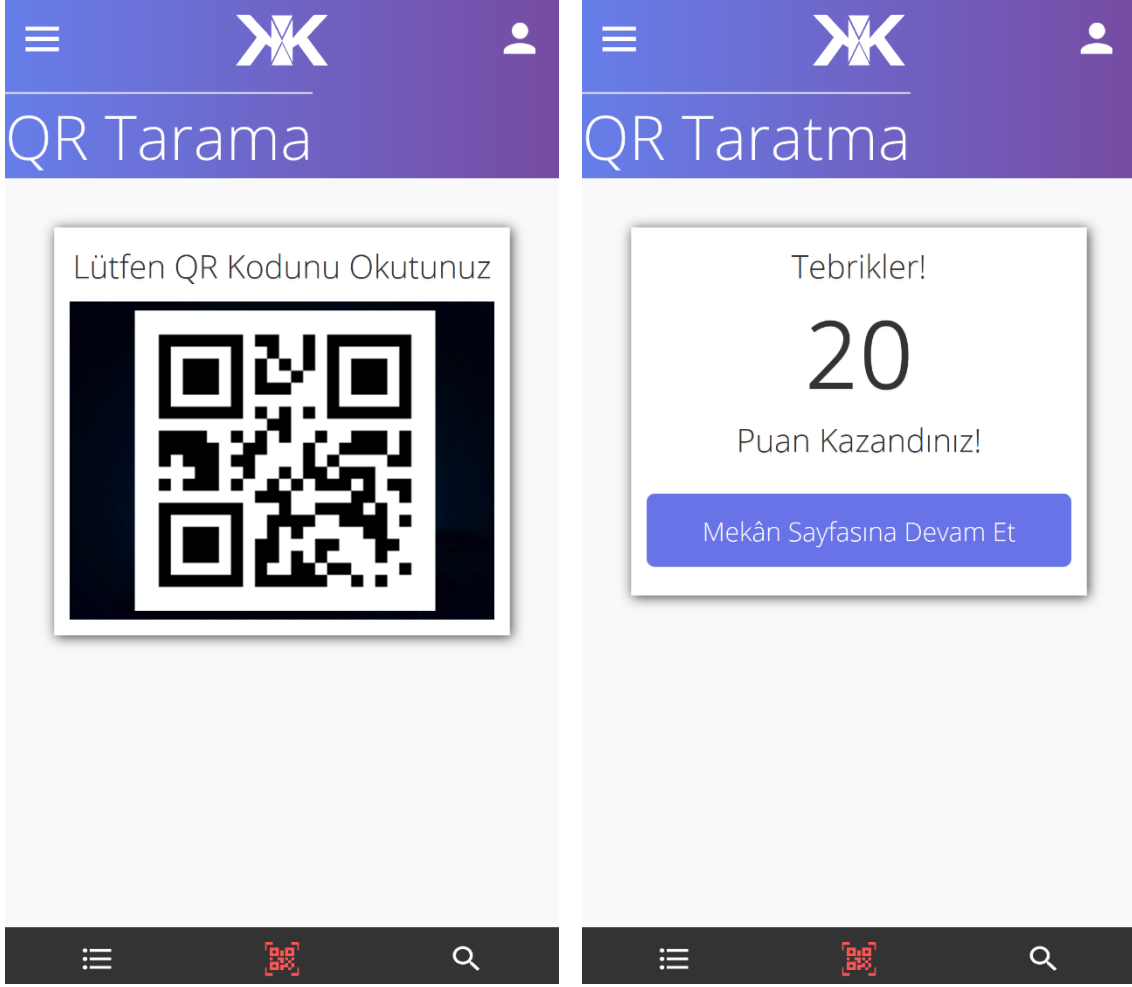 QR Tarama
Lütfen QR Kodunu Okutunuz
QR Taratma
Tebrikler!
20
Puan Kazandınız!
Mekân Sayfasına Devam Et